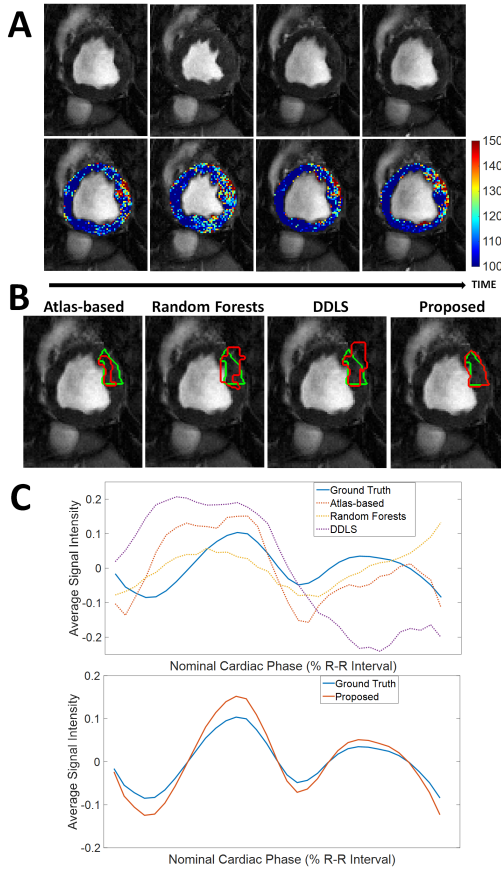 A
150
140
130
120
110
100
TIME
B
Atlas-based Random Forests DDLS Proposed
C
0.2
0.1
0
-0.1
-0.2
Average Signal Intensity
Ground Truth
Atlas-based
Random Forests
DDLS
Nominal Cardiac Phase (% R-R Interval)
0.2
0.1
0
-0.1
-0.2
Average Signal Intensity
Ground Truth
Proposed
Nominal Cardiac Phase (% R-R Interval)